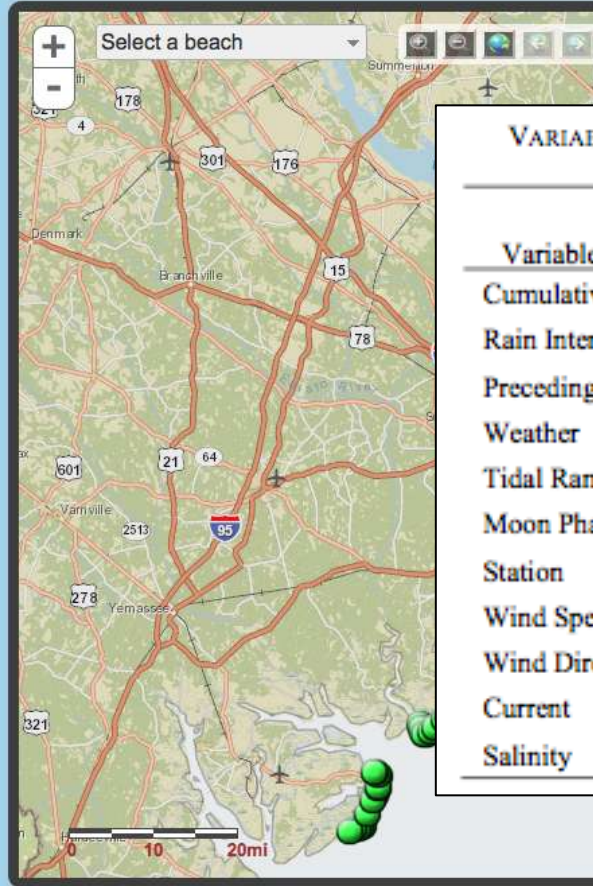 +
Select a beach
-
Summerton
178
4
301
176
Denmark
15
Branchville
78
21
64
601
Varnville
95
2513
278
Yemassee
321
0
10
20mi
VARIAB
Variable
Cumulativ
Rain Inten
Preceding
Weather
Tidal Ran
Moon Pha
Station
Wind Spe
Wind Dire
Current
Salinity